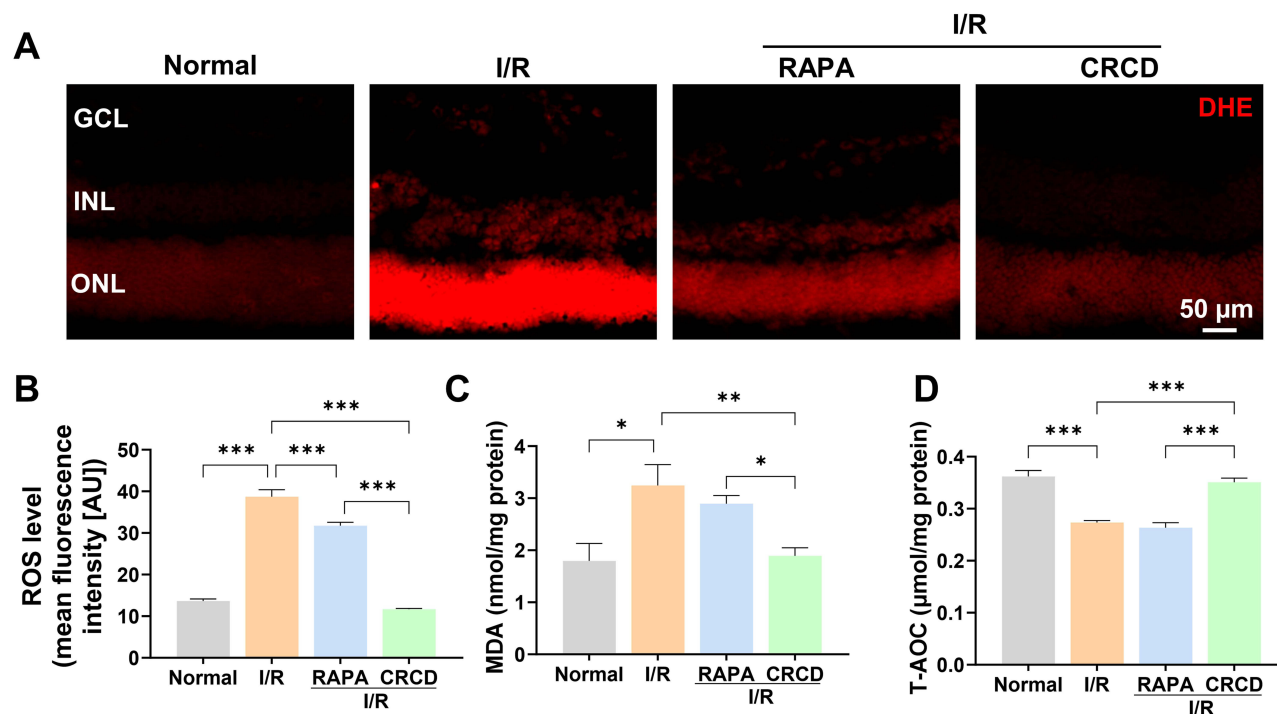 A
I/R
Normal
I/R
RAPA
CRCD
GCL
INL
ONL
DHE
50 μm
B
ROS level
(mean fluorescence
intensity [AU])
50
40
30
20
10
0
***
***
***
***
Normal
I/R
RAPA
CRCD
I/R
C
MDA (nmol/mg protein)
4
3
2
1
0
*
**
*
Normal
I/R
RAPA
CRCD
I/R
D
T-AOC (μmol/mg protein)
0.4
0.3
0.2
0.1
0.0
***
***
***
Normal
I/R
RAPA
CRCD
I/R